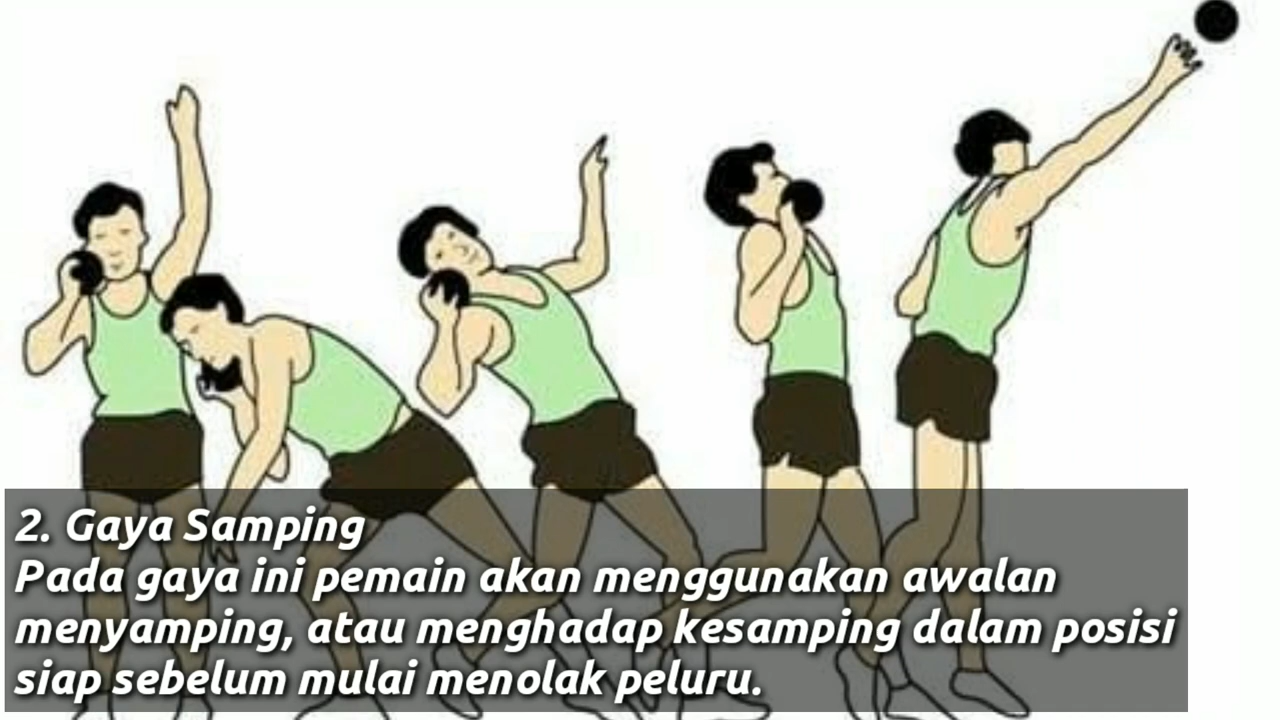 2. Gaya Samping
Pada gaya ini pemain akan menggunakan awalan
menyamping, atau menghadap kesamping dalam posisi
siap sebelum mulai menolak peluru.